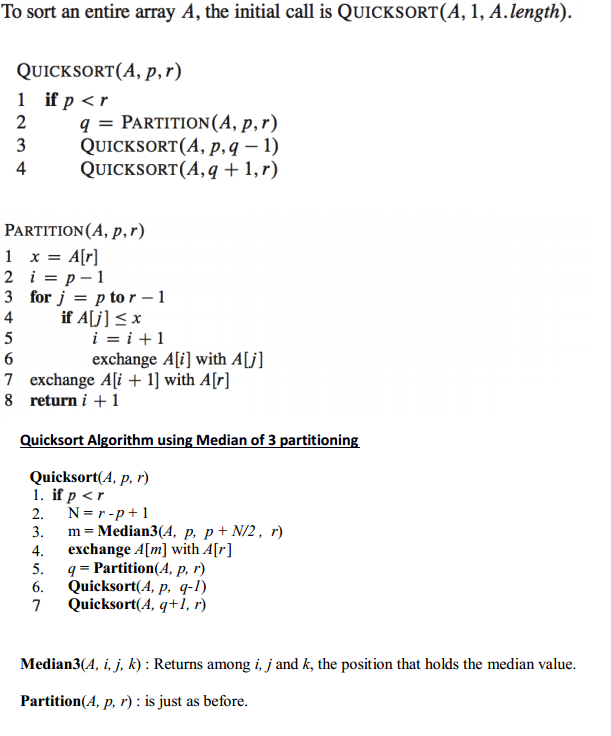 To sort an entire array A, the initial call is QUICKSORT(A, 1, A.length).
QUICKSORT(A, p, r)
1 if p < r
2 q = PARTITION(A, p, r)
3 QUICKSORT(A, p, q − 1)
4 QUICKSORT(A, q + 1, r)
PARTITION(A, p, r)
1 x = A[r]
2 i = p − 1
3 for j = p to r − 1
4 if A[j] ≤ x
5 i = i + 1
6 exchange A[i] with A[j]
7 exchange A[i + 1] with A[r]
8 return i + 1
Quicksort Algorithm using Median of 3 partitioning
Quicksort(A, p, r)
1. if p < r
2. N = r - p + 1
3. m = Median3(A, p, p + N/2 , r)
4. exchange A[m] with A[r]
5. q = Partition(A, p, r)
6. Quicksort(A, p, q-1)
7 Quicksort(A, q+1, r)
Median3(A, i, j, k) : Returns among i, j and k, the position that holds the median value.
Partition(A, p, r) : is just as before.